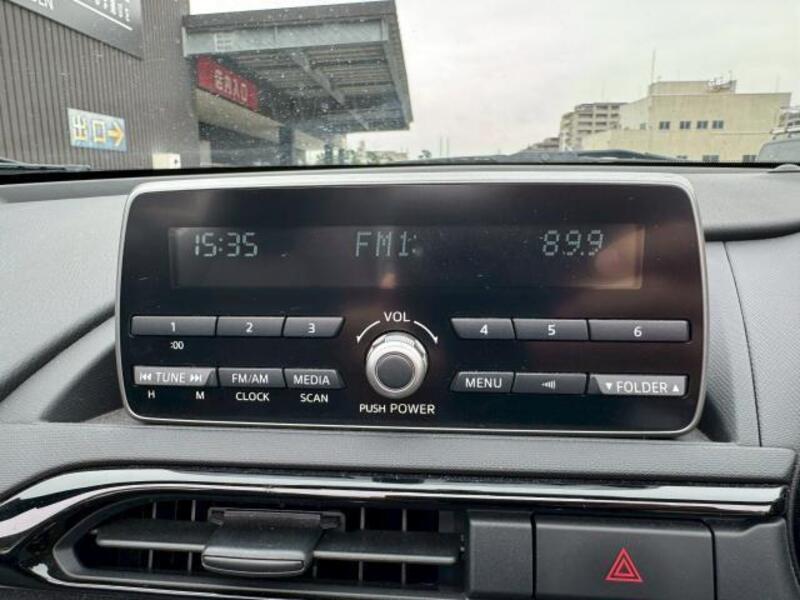 出口
15:35 FM1 89.9
VOL
1 2 3 4 5 6
:00
TUNE FM/AM MEDIA MENU FOLDER
H M CLOCK SCAN PUSH POWER